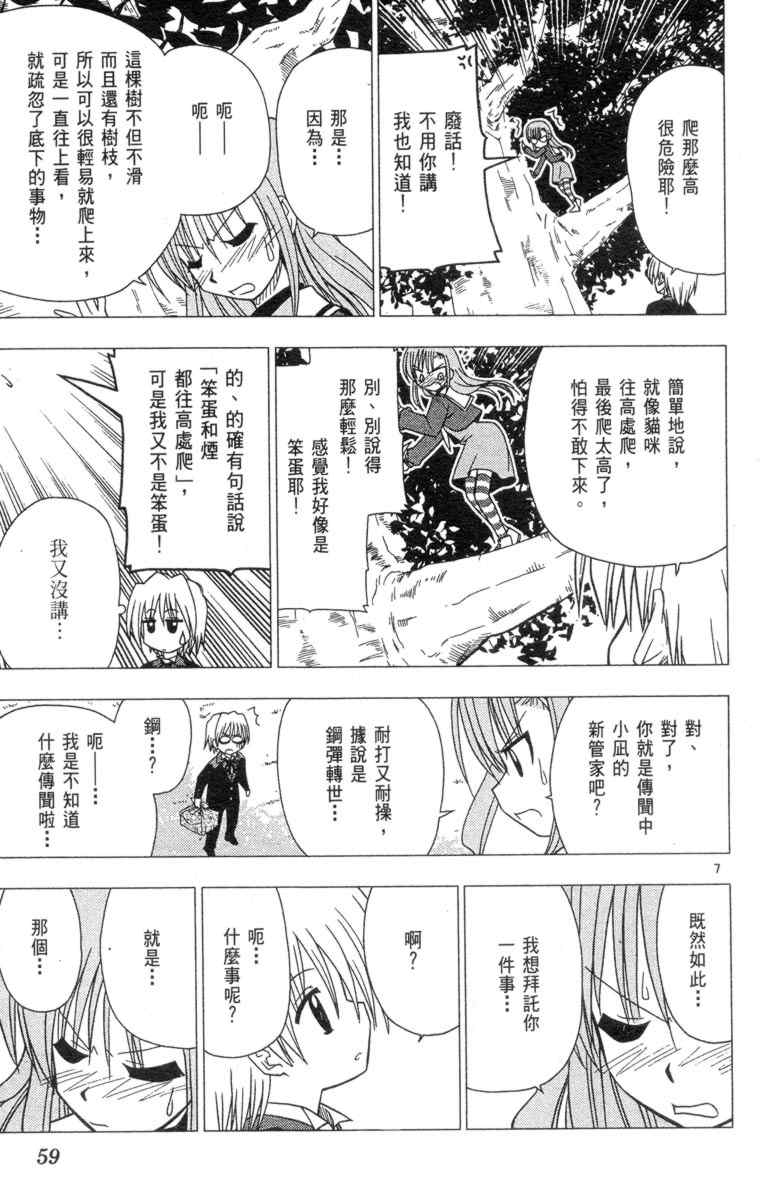 爬那麼高
很危險耶！
廢話！
不用你講
我也知道！
那是…
因為…
呃——
呃——
這棵樹不但不滑
而且還有樹枝，
所以可以很輕易就爬上來，
可是一直往上看，
就疏忽了底下的事物…
簡單地說，
就像貓咪
往高處爬，
最後爬太高了，
怕得不敢下來。
別、別說得
那麼輕鬆！
感覺我好像是
笨蛋耶！
的、的確有句話說
「笨蛋和煙
都往高處爬」，
可是我又不是笨蛋！
我又沒講…
對、
對了，
你就是傳聞中
小凪的
新管家吧？
耐打又耐操，
據說是
鋼彈轉世…
鋼…？
呃——…
我是不知道
什麼傳聞啦…
7
既然如此…
我想拜託你
一件事…
啊？
呃…
什麼事呢？
就是…
那個…
59